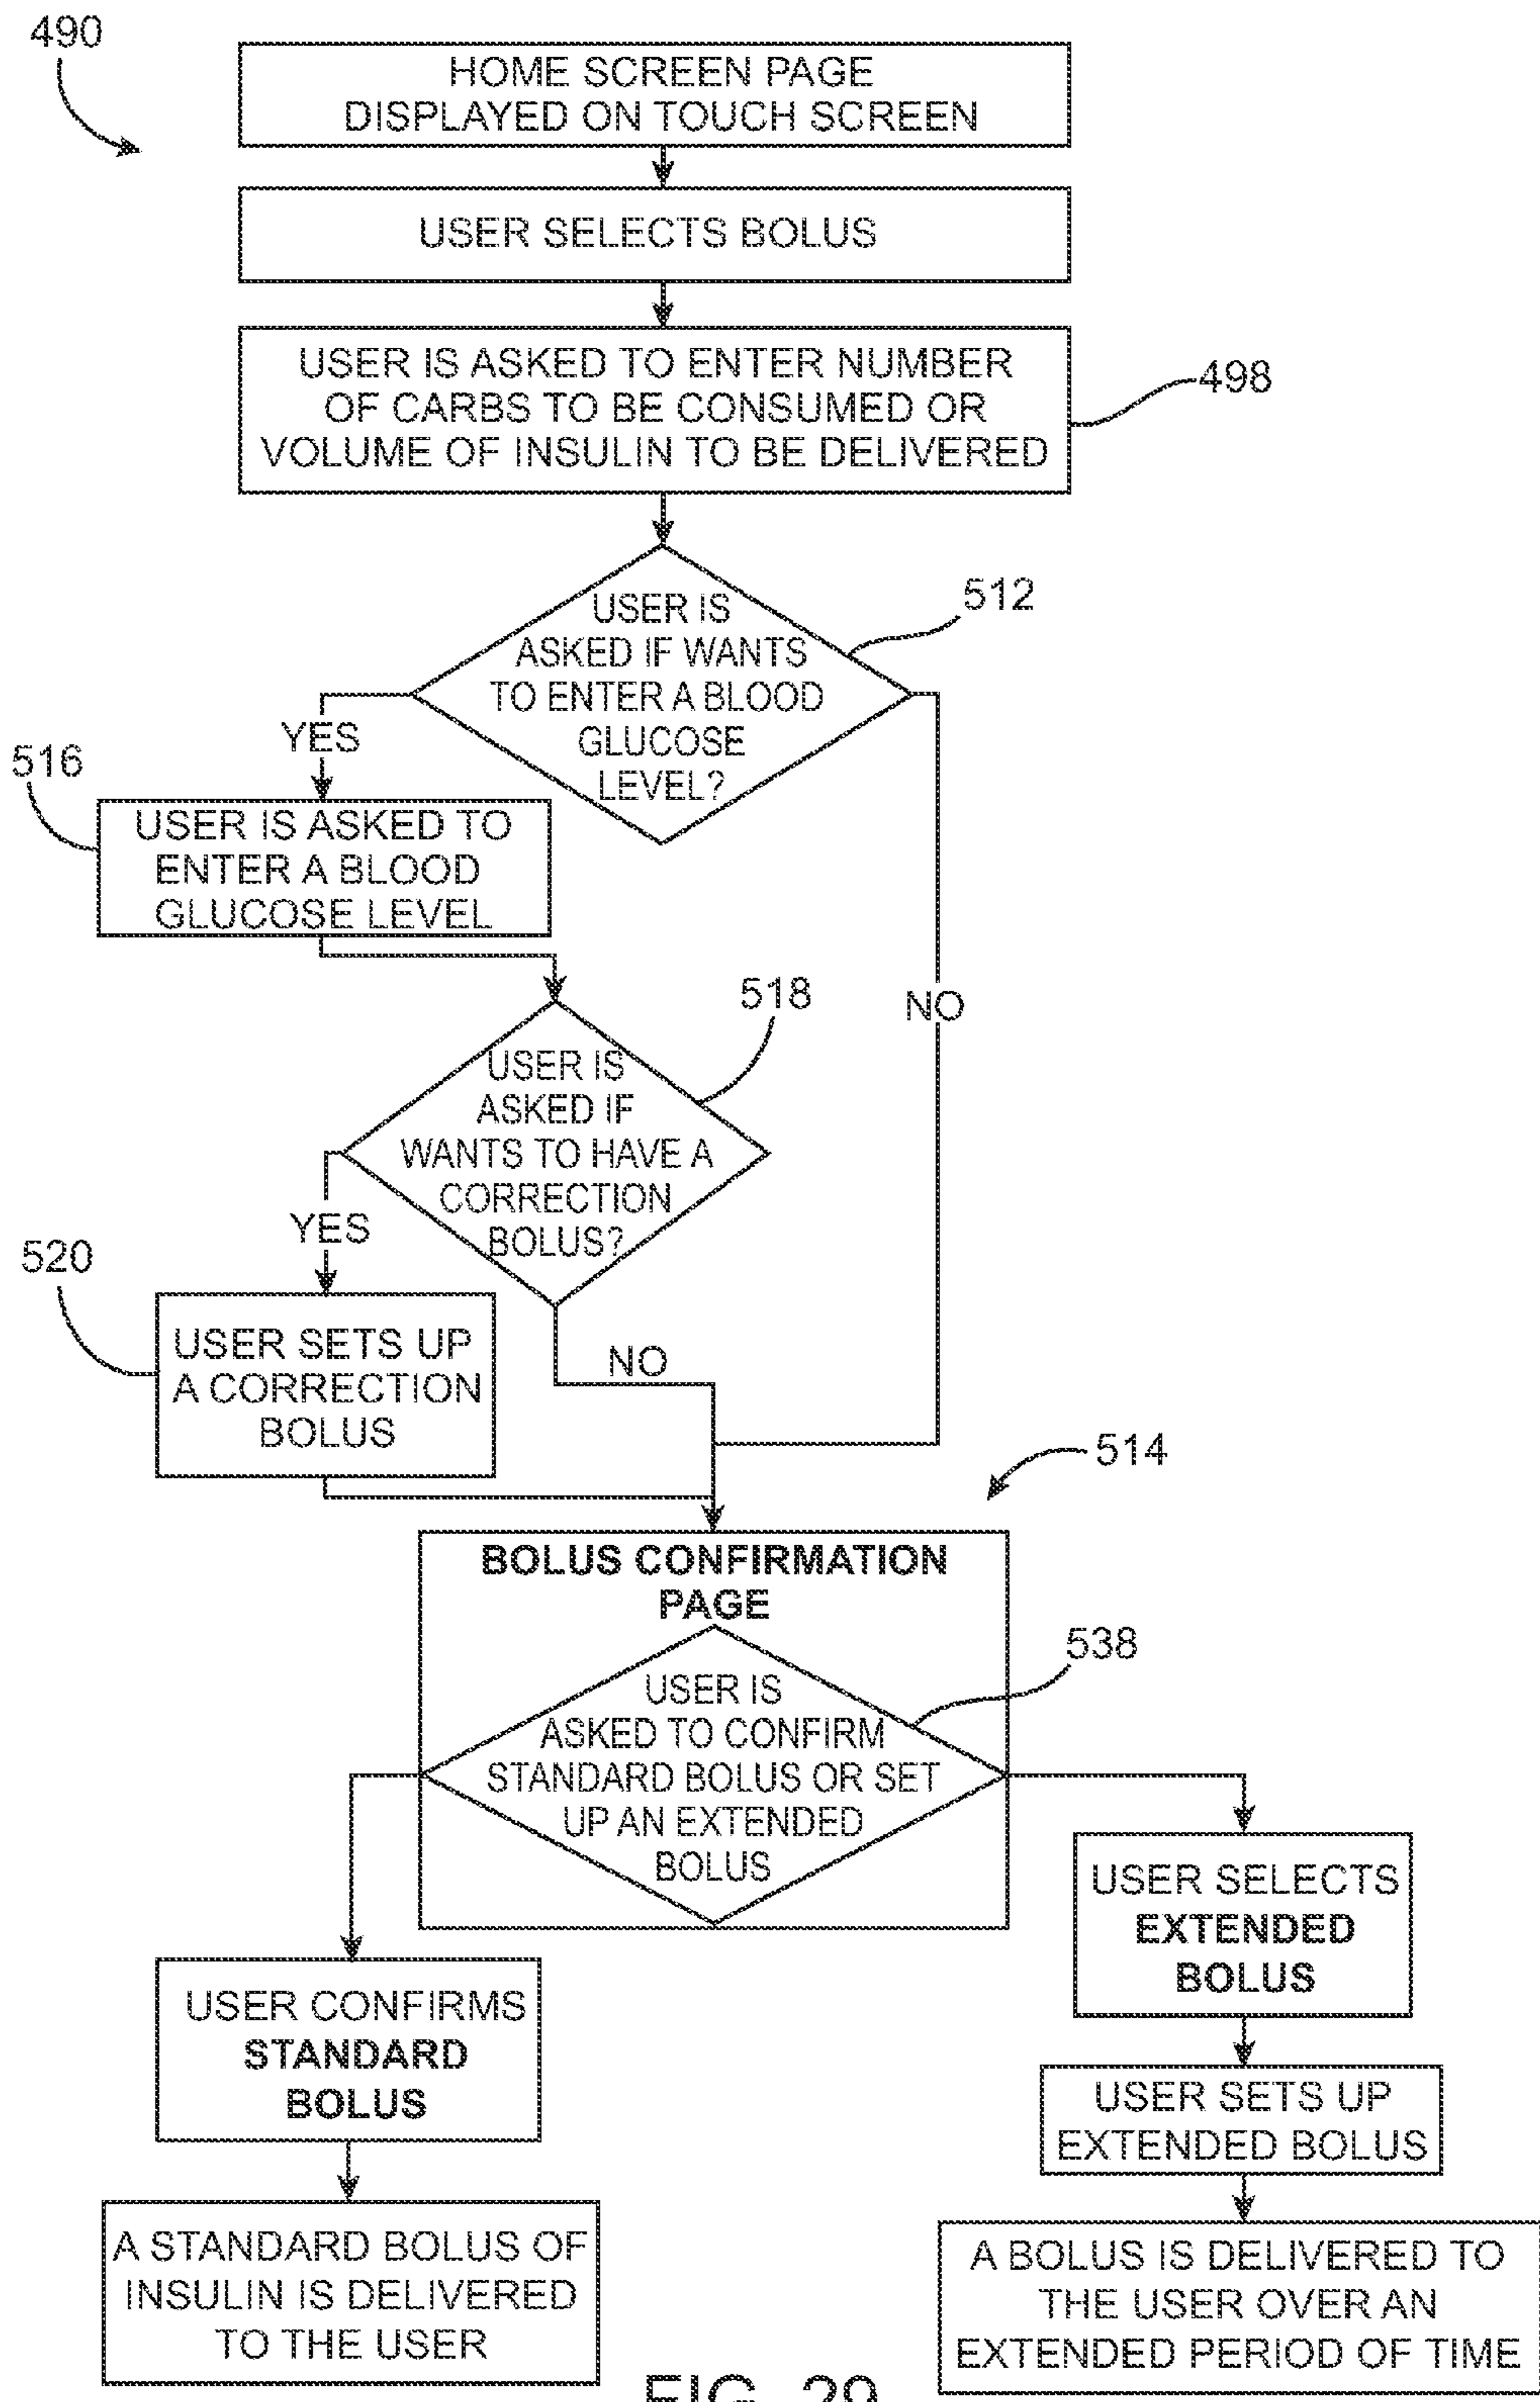 490
HOME SCREEN PAGE
DISPLAYED ON TOUCH SCREEN
USER SELECTS BOLUS
USER IS ASKED TO ENTER NUMBER
OF CARBS TO BE CONSUMED OR
VOLUME OF INSULIN TO BE DELIVERED
498
USER IS
ASKED IF WANTS
TO ENTER A BLOOD
GLUCOSE
LEVEL?
512
YES
516
USER IS ASKED TO
ENTER A BLOOD
GLUCOSE LEVEL
NO
518
USER IS
ASKED IF
WANTS TO HAVE A
CORRECTION
BOLUS?
YES
520
USER SETS UP
A CORRECTION
BOLUS
NO
514
BOLUS CONFIRMATION
PAGE
538
USER IS
ASKED TO CONFIRM
STANDARD BOLUS OR SET
UP AN EXTENDED
BOLUS
USER CONFIRMS
STANDARD
BOLUS
A STANDARD BOLUS OF
INSULIN IS DELIVERED
TO THE USER
USER SELECTS
EXTENDED
BOLUS
USER SETS UP
EXTENDED BOLUS
A BOLUS IS DELIVERED TO
THE USER OVER AN
EXTENDED PERIOD OF TIME
FIG. 29